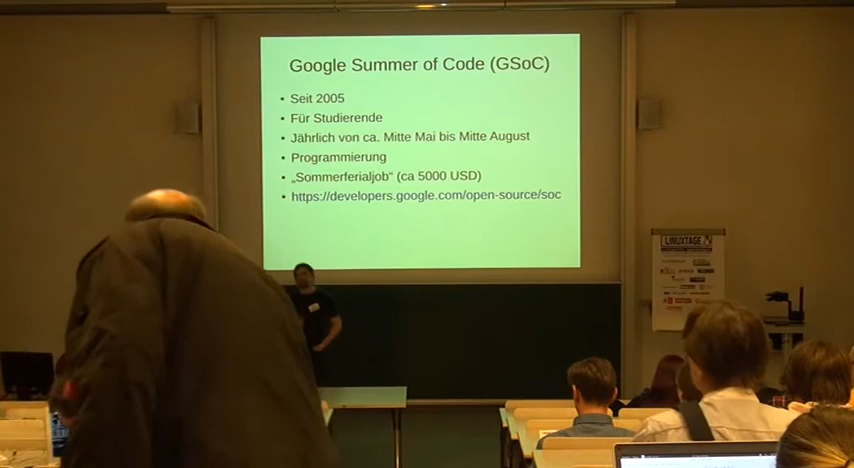 Google Summer of Code (GSoC)
• Seit 2005
• Für Studierende
• Jährlich von ca. Mitte Mai bis Mitte August
• Programmierung
• „Sommerferialjob“ (ca 5000 USD)
• https://developers.google.com/open-source/soc
LINUXTAGE